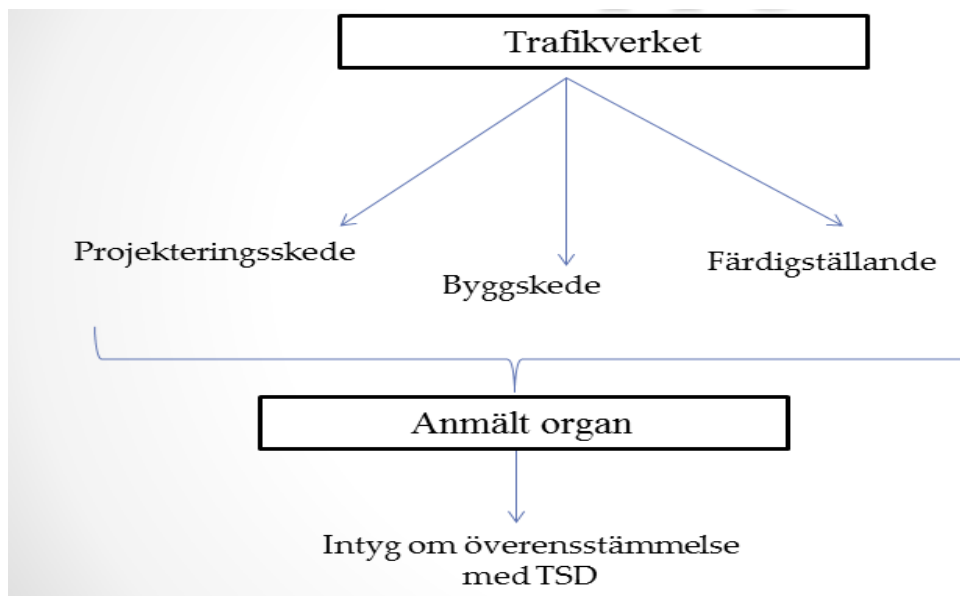 Trafikverket
Projekteringsskede
Byggskede
Färdigställande
Anmält organ
Intyg om överensstämmelse
med TSD